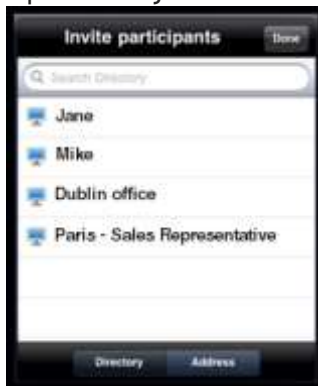 Invite participants
Done
Search Directory
Jane
Mike
Dublin office
Paris - Sales Representative
Directory
Address